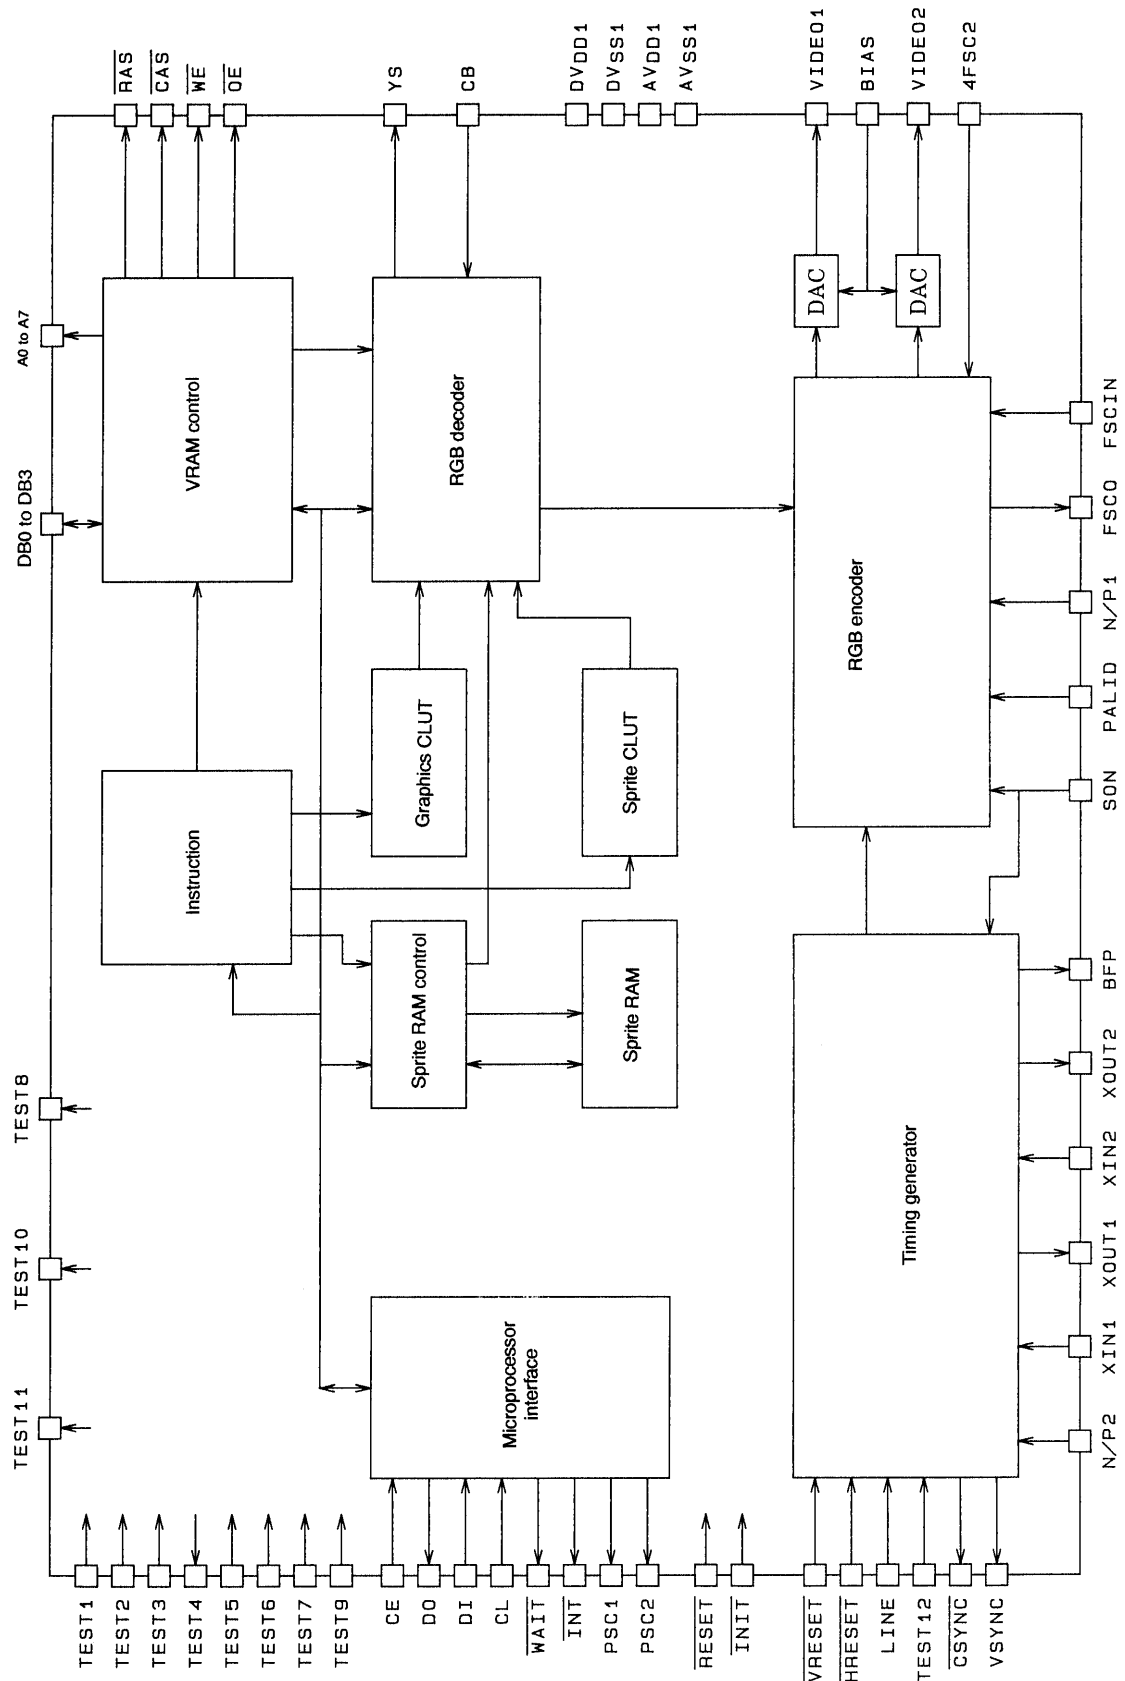 TEST11
TEST10
TEST8
DB0 to DB3
A0 to A7
TEST1
TEST2
TEST3
TEST4
TEST5
TEST6
TEST7
TEST9
CE
DO
DI
CL
WAIT
INT
PSC1
PSC2
RESET
INIT
VRESET
HRESET
LINE
TEST12
CSYNC
VSYNC
Microprocessor
interface
Instruction
VRAM control
Sprite RAM control
Graphics CLUT
RGB decoder
Sprite RAM
Sprite CLUT
Timing generator
RGB encoder
DAC
DAC
RAS
CAS
WE
OE
YS
CB
DVDD1
DVSS1
AVDD1
AVSS1
VIDEO1
BIAS
VIDEO2
4FSC2
N/P2
XIN1
XOUT1
XIN2
XOUT2
BFP
SON
PALID
N/P1
FSCO
FSCIN